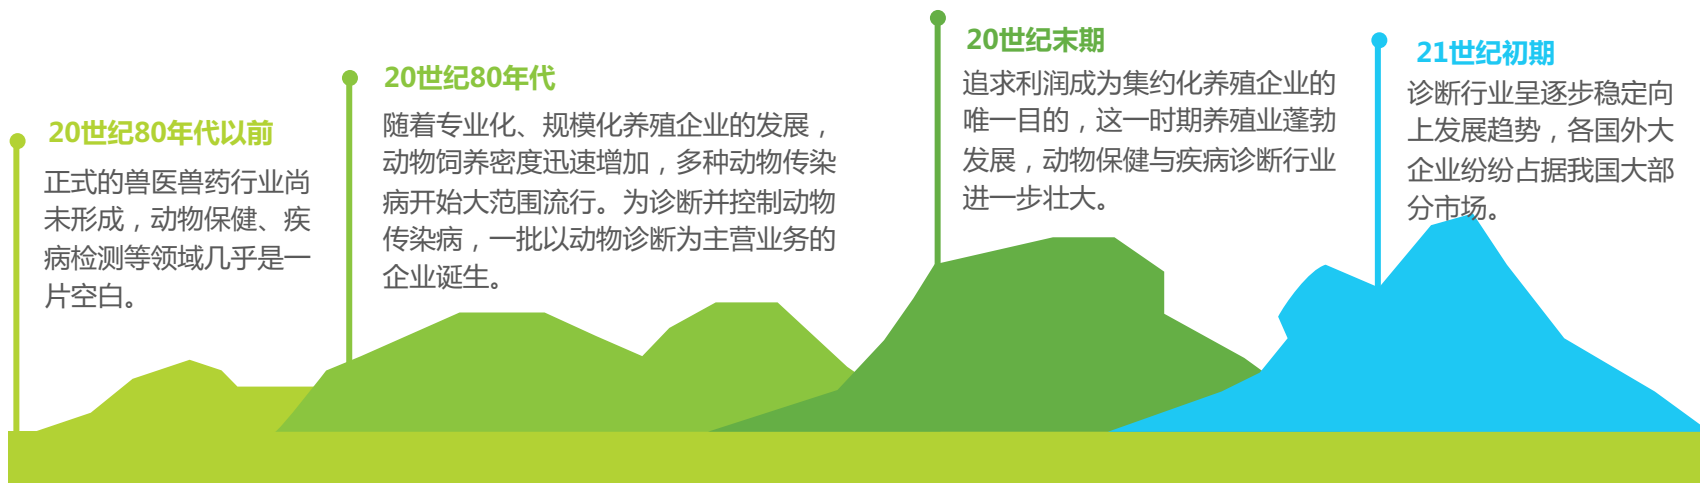 20世纪80年代以前
正式的兽医兽药行业尚
未形成，动物保健、疾
病检测等领域几乎是一
片空白。
20世纪80年代
随着专业化、规模化养殖企业的发展，
动物饲养密度迅速增加，多种动物传染
病开始大范围流行。为诊断并控制动物
传染病，一批以动物诊断为主营业务的
企业诞生。
20世纪末期
追求利润成为集约化养殖企业的
唯一目的，这一时期养殖业蓬勃
发展，动物保健与疾病诊断行业
进一步壮大。
21世纪初期
诊断行业呈逐步稳定向
上发展趋势，各国外大
企业纷纷占据我国大部
分市场。